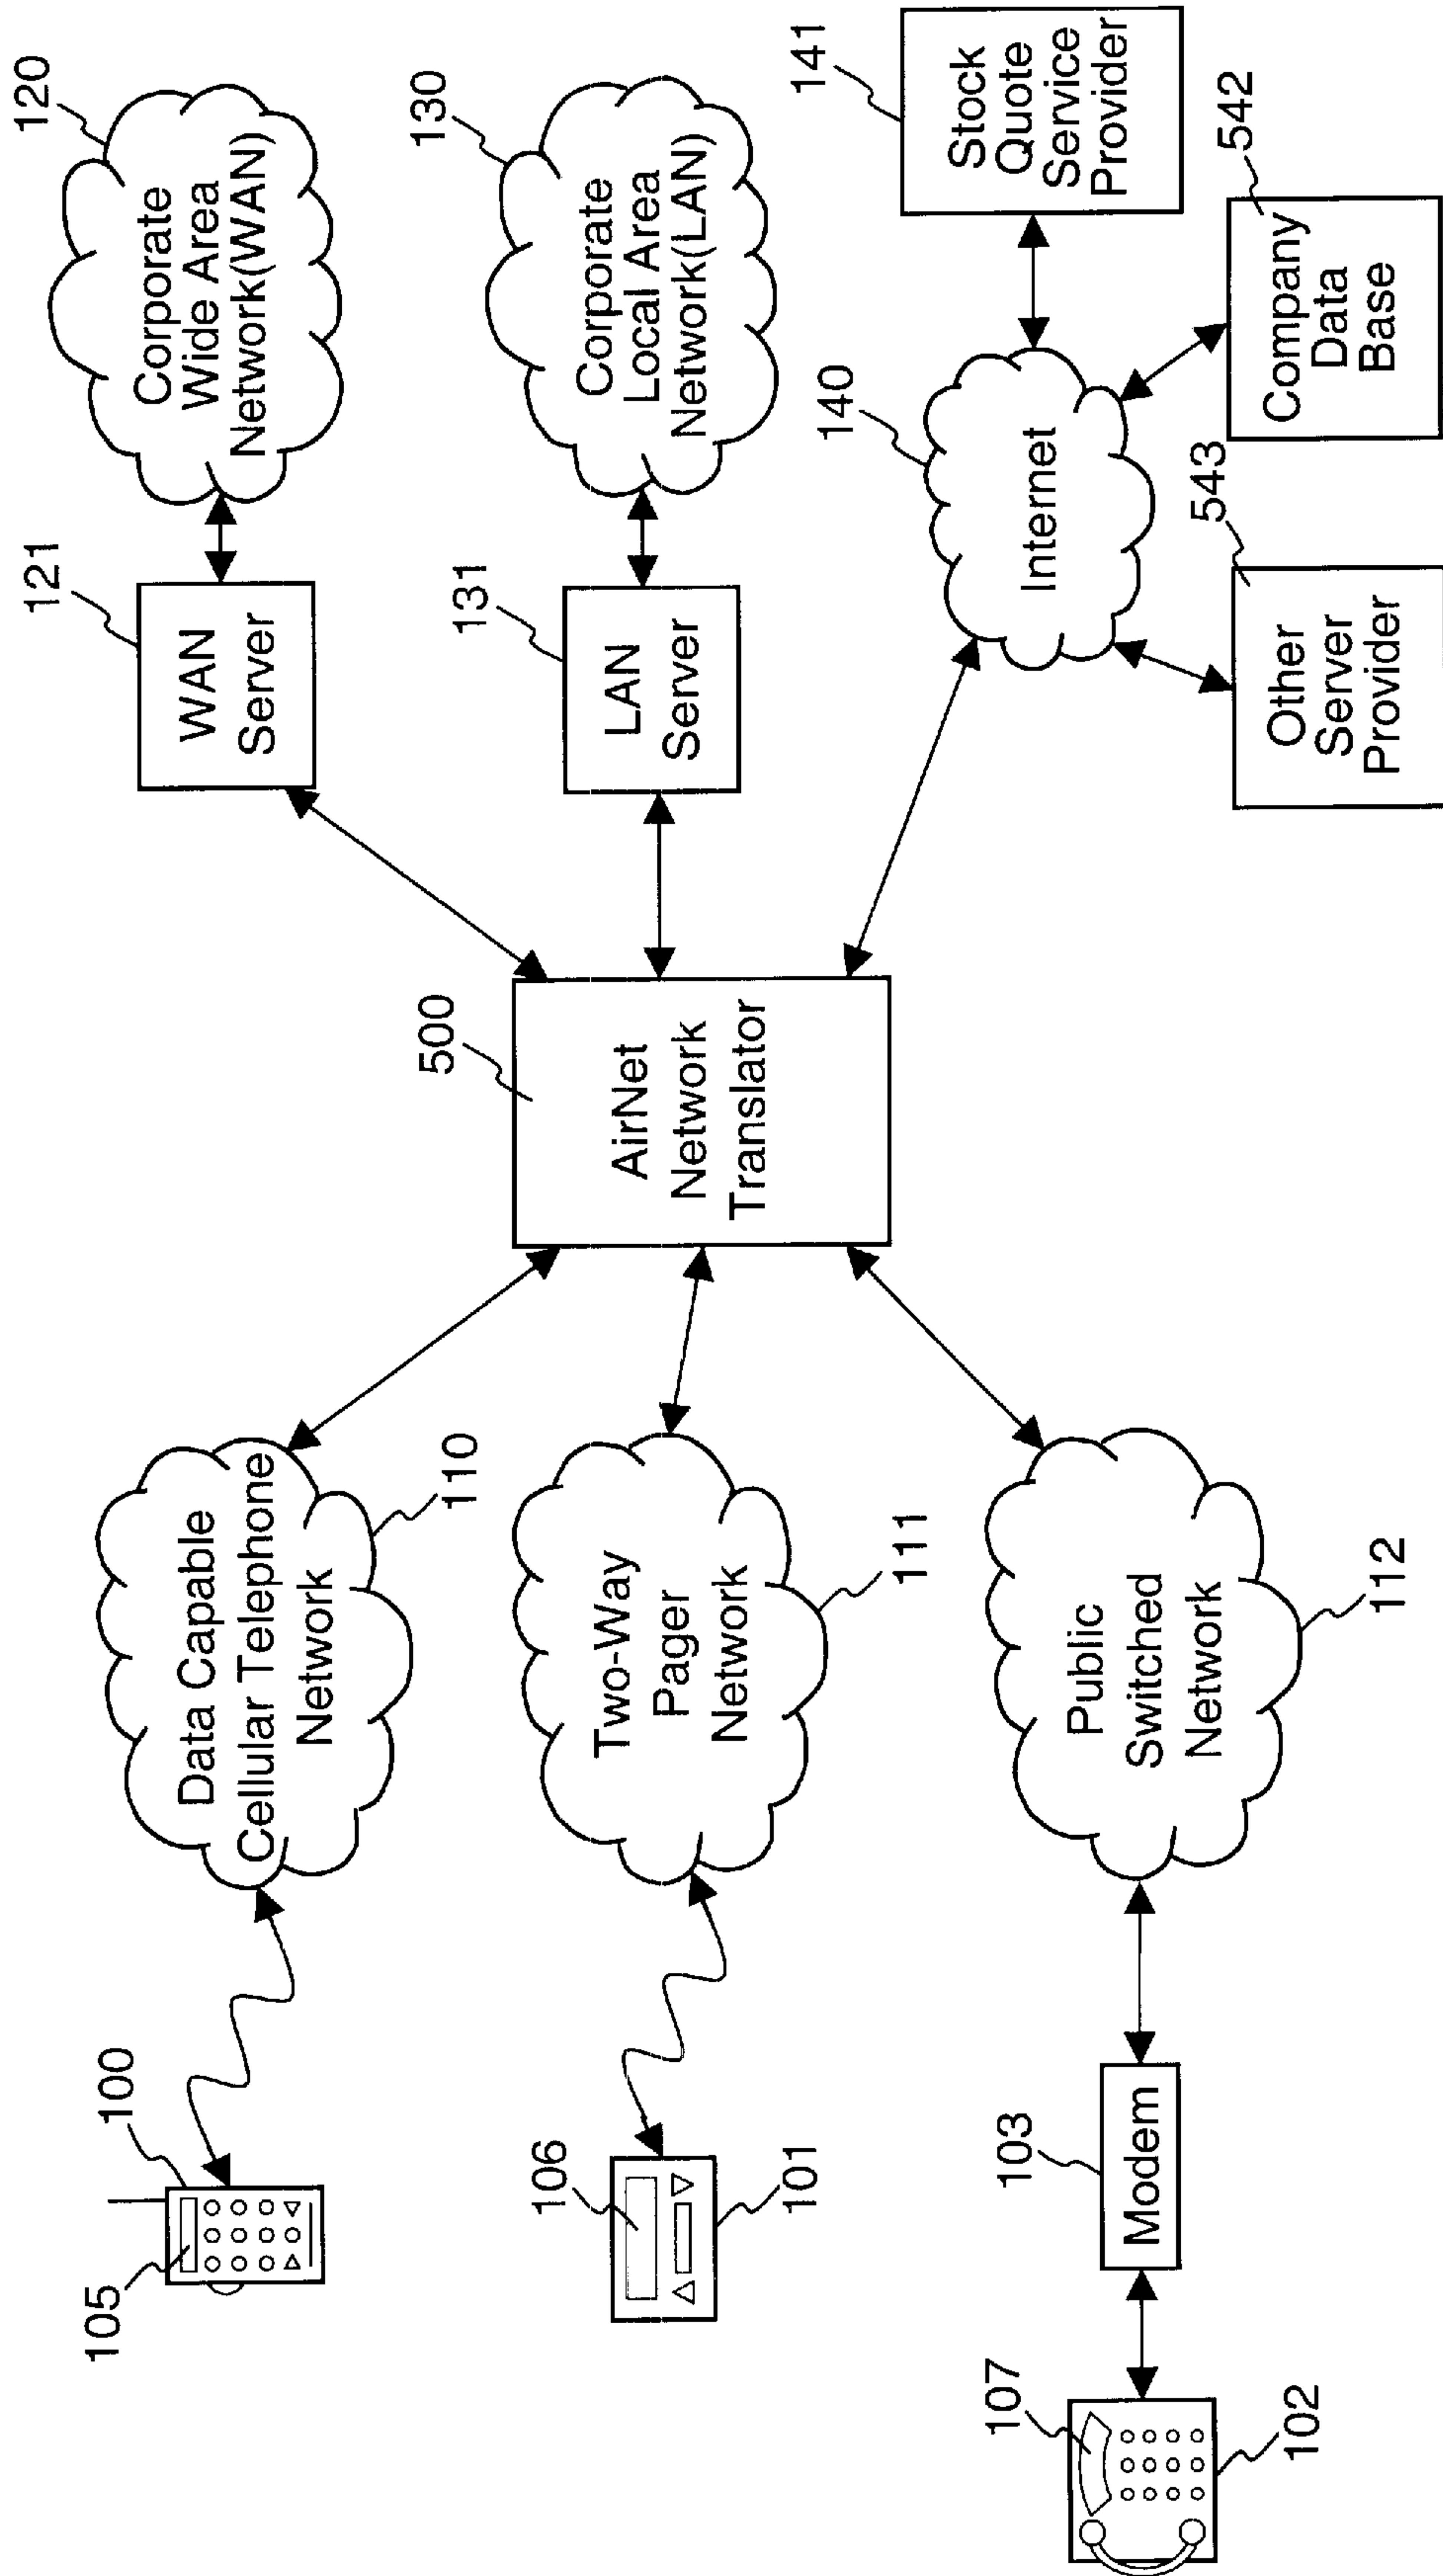 100
105
Data Capable
Cellular Telephone
Network
110
106
101
Two-Way
Pager
Network
111
107
102
103
Modem
Public
Switched
Network
112
500
AirNet
Network
Translator
121
WAN
Server
120
Corporate
Wide Area
Network(WAN)
131
LAN
Server
130
Corporate
Local Area
Network(LAN)
140
Internet
141
Stock
Quote
Service
Provider
543
Other
Server
Provider
542
Company
Data
Base